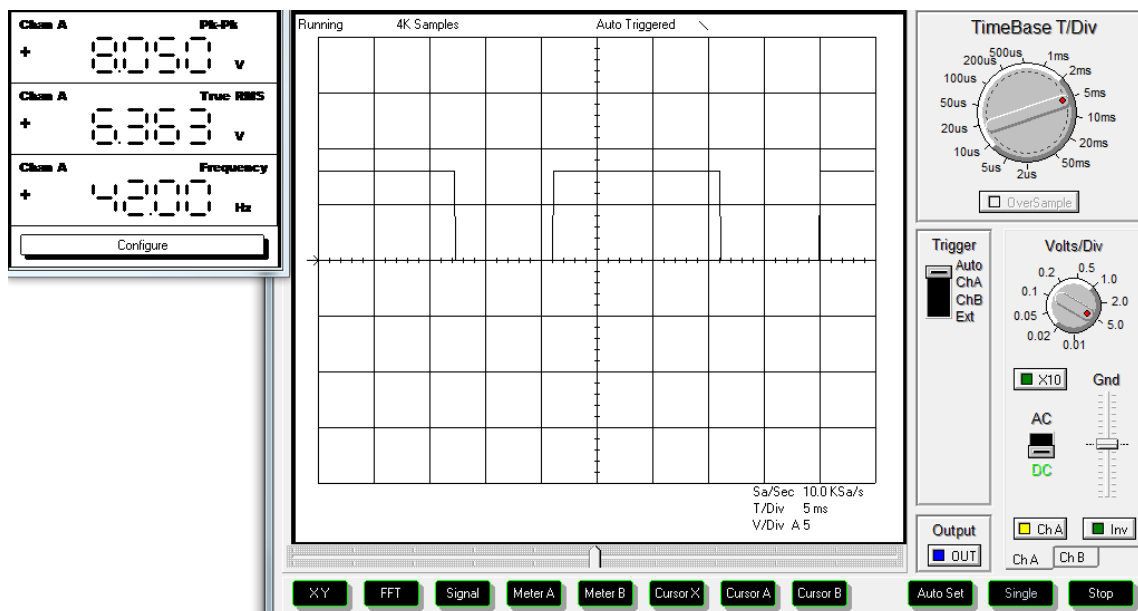 Chan A Pk-Pk
+ 8.050 V
Chan A True RMS
+ 6.363 V
Chan A Frequency
+ 42.00 Hz
Configure
Running 4K Samples Auto Triggered \
Sa/Sec 10.0 KSa/s
T/Div 5 ms
V/Div A 5
TimeBase T/Div
500us 1ms
200us 2ms
100us 5ms
50us 10ms
20us 20ms
10us 50ms
5us 2us
OverSample
Trigger
Auto
ChA
ChB
Ext
Output
OUT
Volts/Div
0.2 0.5
0.1 1.0
0.05 2.0
0.02 5.0
0.01
X10 Gnd
AC
DC
Ch A Inv
Ch A Ch B
XY FFT Signal Meter A Meter B Cursor X Cursor A Cursor B Auto Set Single Stop